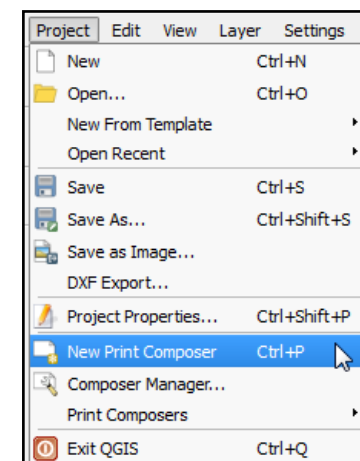 Project Edit View Layer Settings
New Ctrl+N
Open... Ctrl+O
New From Template
Open Recent
Save Ctrl+S
Save As... Ctrl+Shift+S
Save as Image...
DXF Export...
Project Properties... Ctrl+Shift+P
New Print Composer Ctrl+P
Composer Manager...
Print Composers
Exit QGIS Ctrl+Q